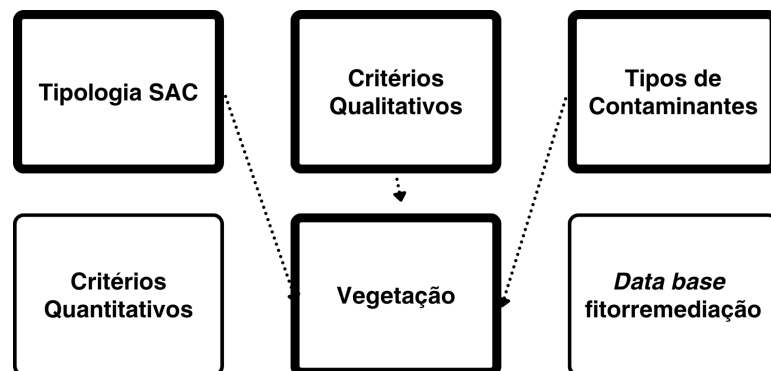 Tipologia SAC
Critérios
Qualitativos
Tipos de
Contaminantes
Critérios
Quantitativos
Vegetação
Data base
fitorremediação